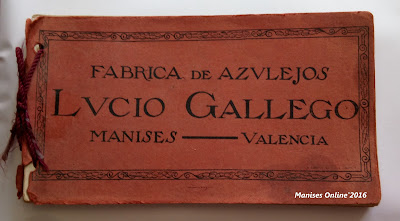 FABRICA DE AZVLEJOS
LVCIO GALLEGO
MANISES — VALENCIA
Manises Online'2016